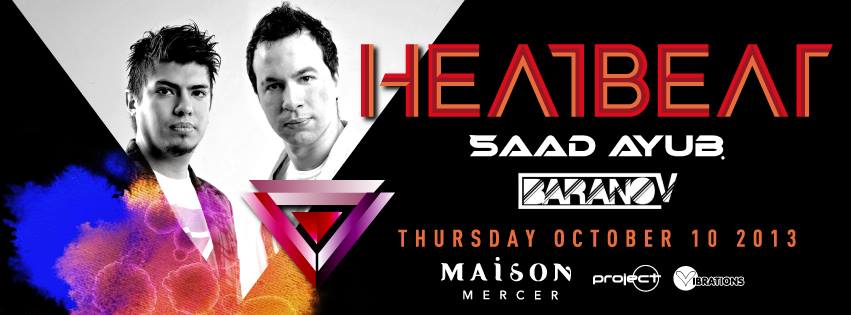 HEATBEAT
SAAD AYUB.
BARANOV
THURSDAY OCTOBER 10 2013
MAiSON
MERCER
project
VIBRATIONS